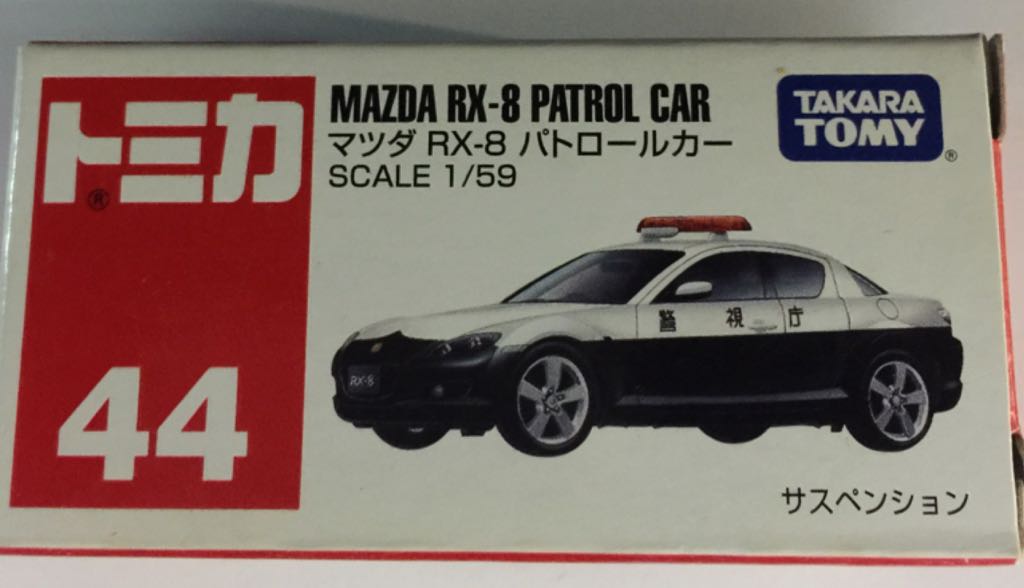 トミカ
®
44
MAZDA RX-8 PATROL CAR
マツダ RX-8 パトロールカー
SCALE 1/59
TAKARA
TOMY
®
警視庁
RX-8
サスペンション